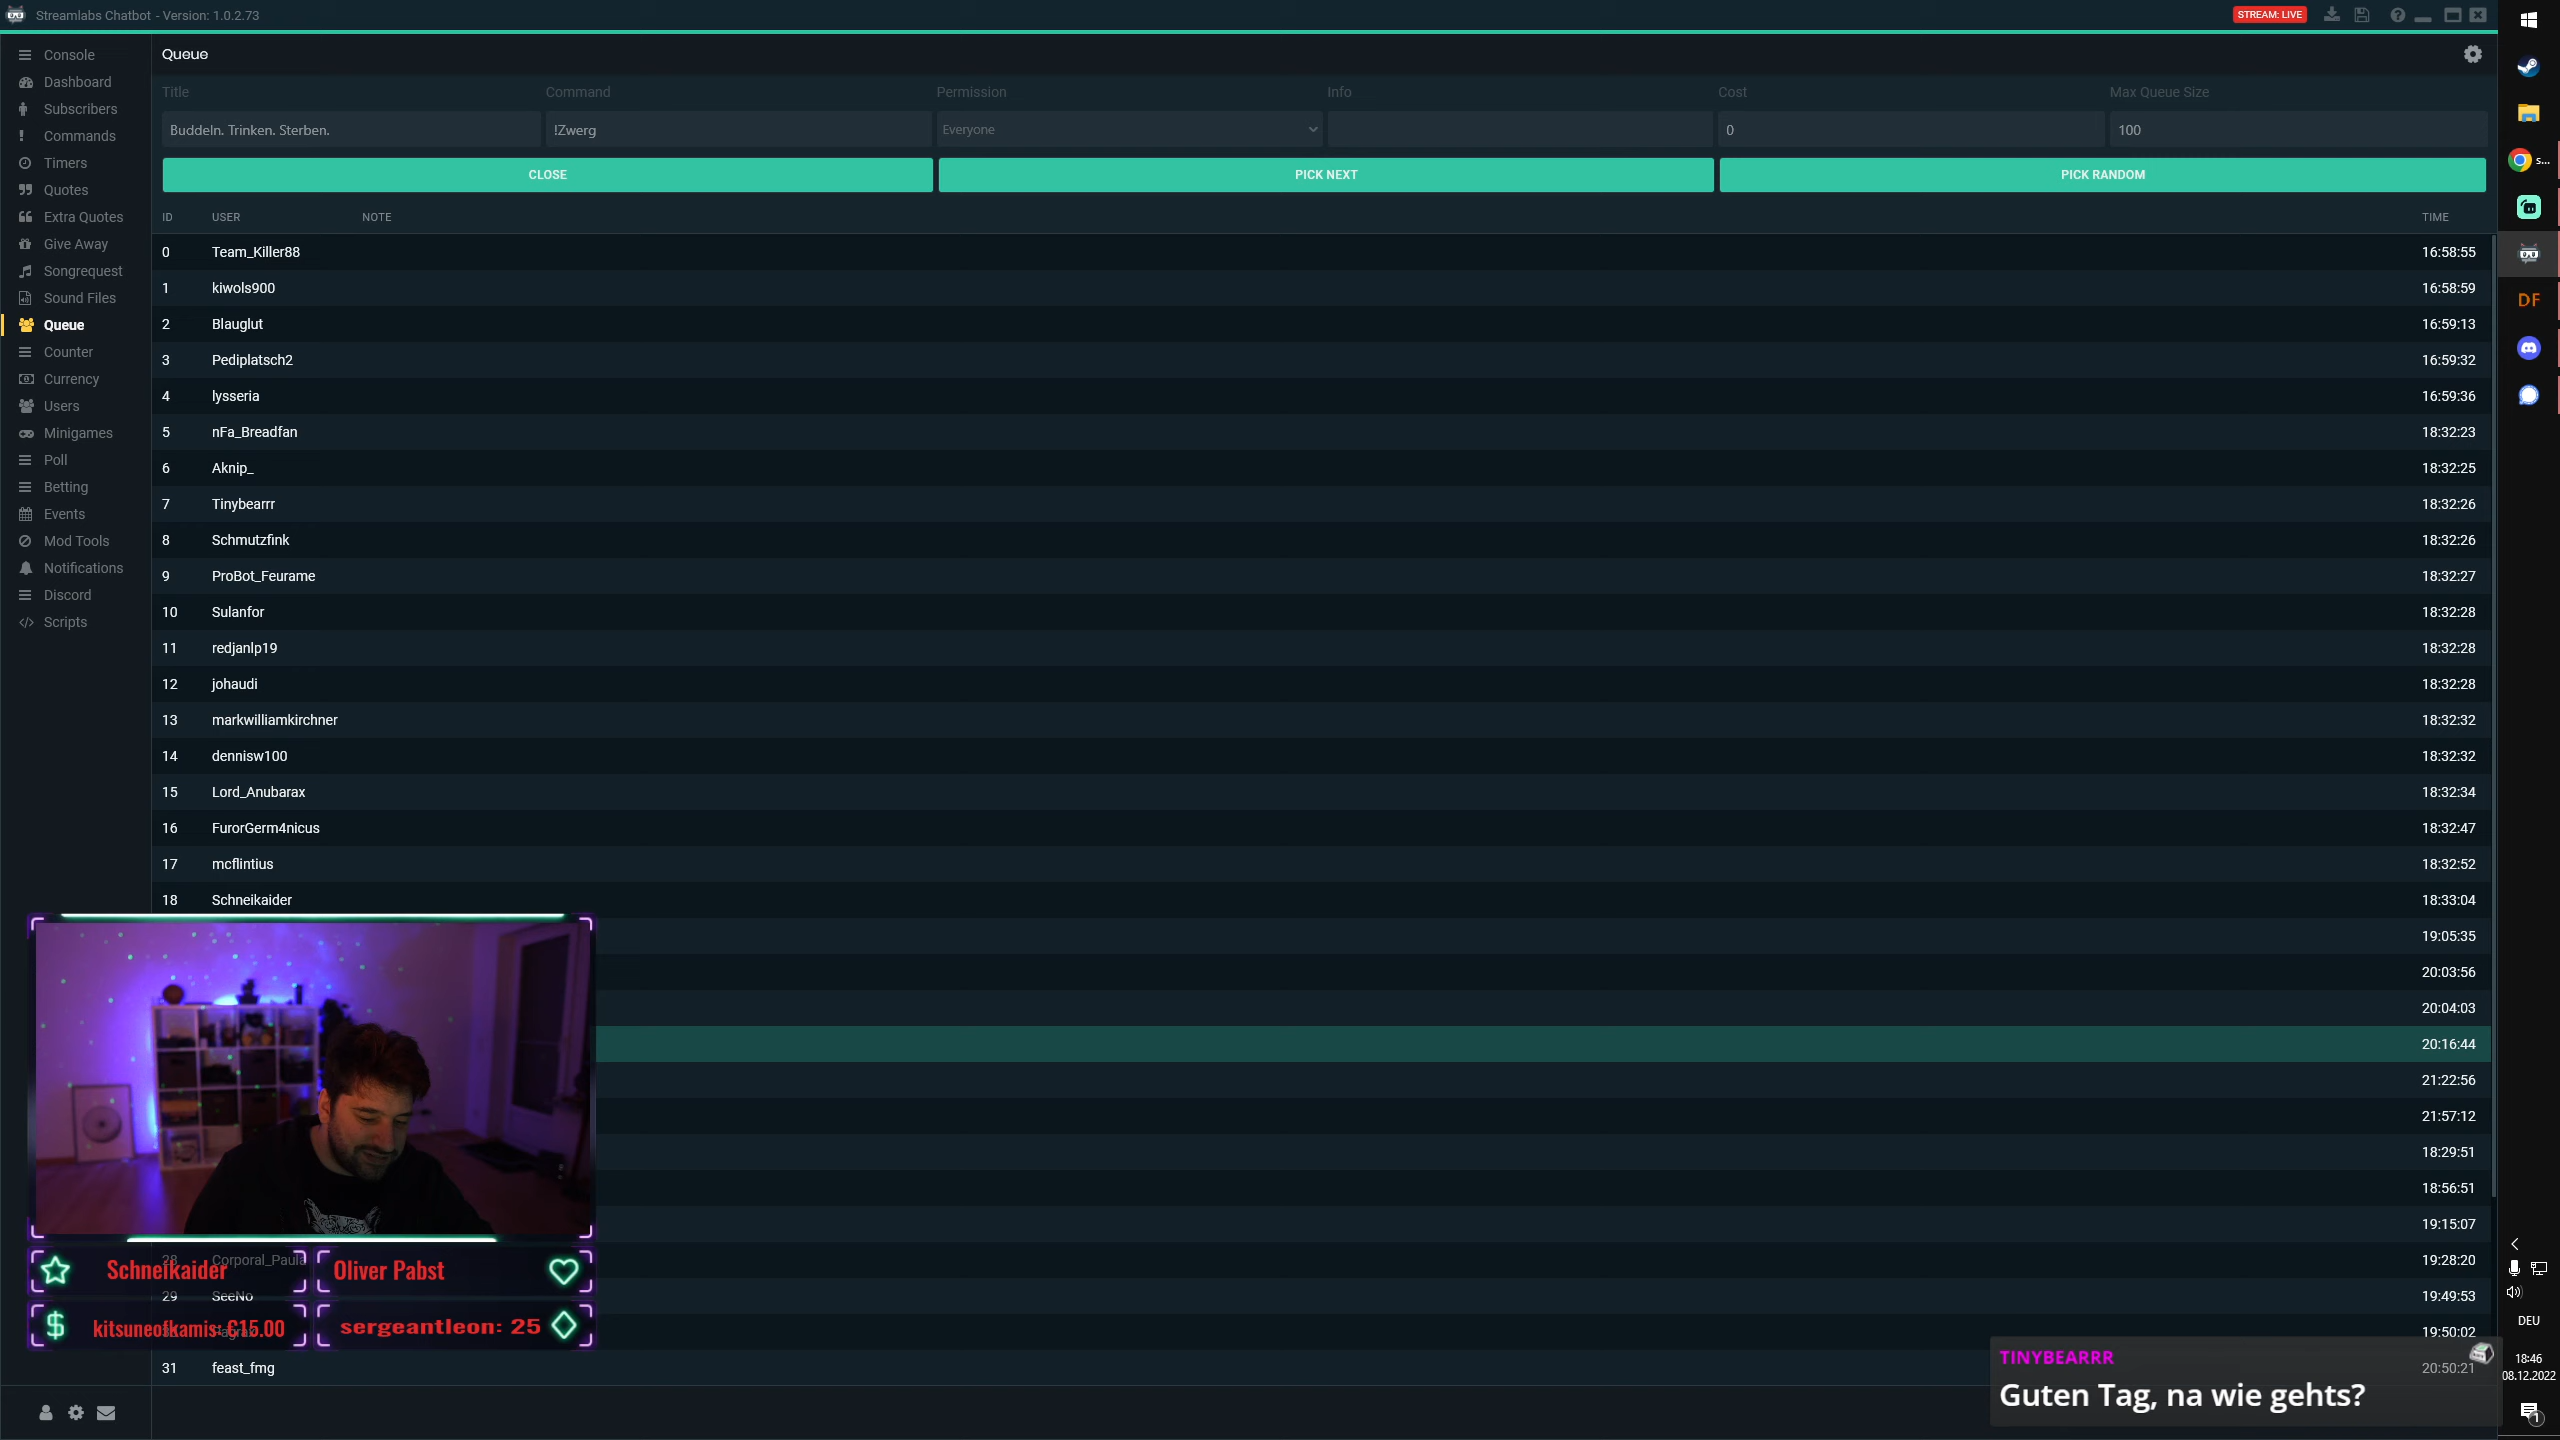 Streamlabs Chatbot - Version: 1.0.2.73
STREAM: LIVE
Console
Dashboard
Subscribers
Commands
Timers
Quotes
Extra Quotes
Give Away
Songrequest
Sound Files
Queue
Counter
Currency
Users
Minigames
Poll
Betting
Events
Mod Tools
Notifications
Discord
Scripts
Queue
Title Command Permission Info Cost Max Queue Size
Buddeln. Trinken. Sterben. !Zwerg Everyone 0 100
CLOSE PICK NEXT PICK RANDOM
ID USER NOTE TIME
0 Team_Killer88 16:58:55
1 kiwols900 16:58:59
2 Blauglut 16:59:13
3 Pediplatsch2 16:59:32
4 lysseria 16:59:36
5 nFa_Breadfan 18:32:23
6 Aknip_ 18:32:25
7 Tinybearrr 18:32:26
8 Schmutzfink 18:32:26
9 ProBot_Feurame 18:32:27
10 Sulanfor 18:32:28
11 redjanlp19 18:32:28
12 johaudi 18:32:28
13 markwilliamkirchner 18:32:32
14 dennisw100 18:32:32
15 Lord_Anubarax 18:32:34
16 FurorGerm4nicus 18:32:47
17 mcflintius 18:32:52
18 Schneikaider 18:33:04
19:05:35
20:03:56
20:04:03
20:16:44
21:22:56
21:57:12
18:29:51
18:56:51
19:15:07
28 Corporal_Paula 19:28:20
29 SeeNo 19:49:53
19:50:02
31 feast_fmg 20:50:21
Schneikaider
Oliver Pabst
kitsuneofkamis: €15.00
sergeantleon: 25
TINYBEARRR
Guten Tag, na wie gehts?
s...
DF
DEU
18:46
08.12.2022
1